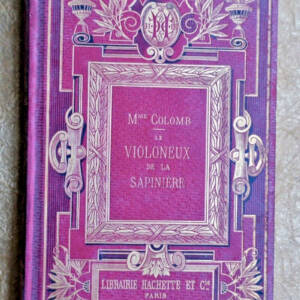 Mme COLOMB
LE
VIOLONEUX
DE LA
SAPINIÈRE
LIBRAIRIE HACHETTE ET Cie
PARIS